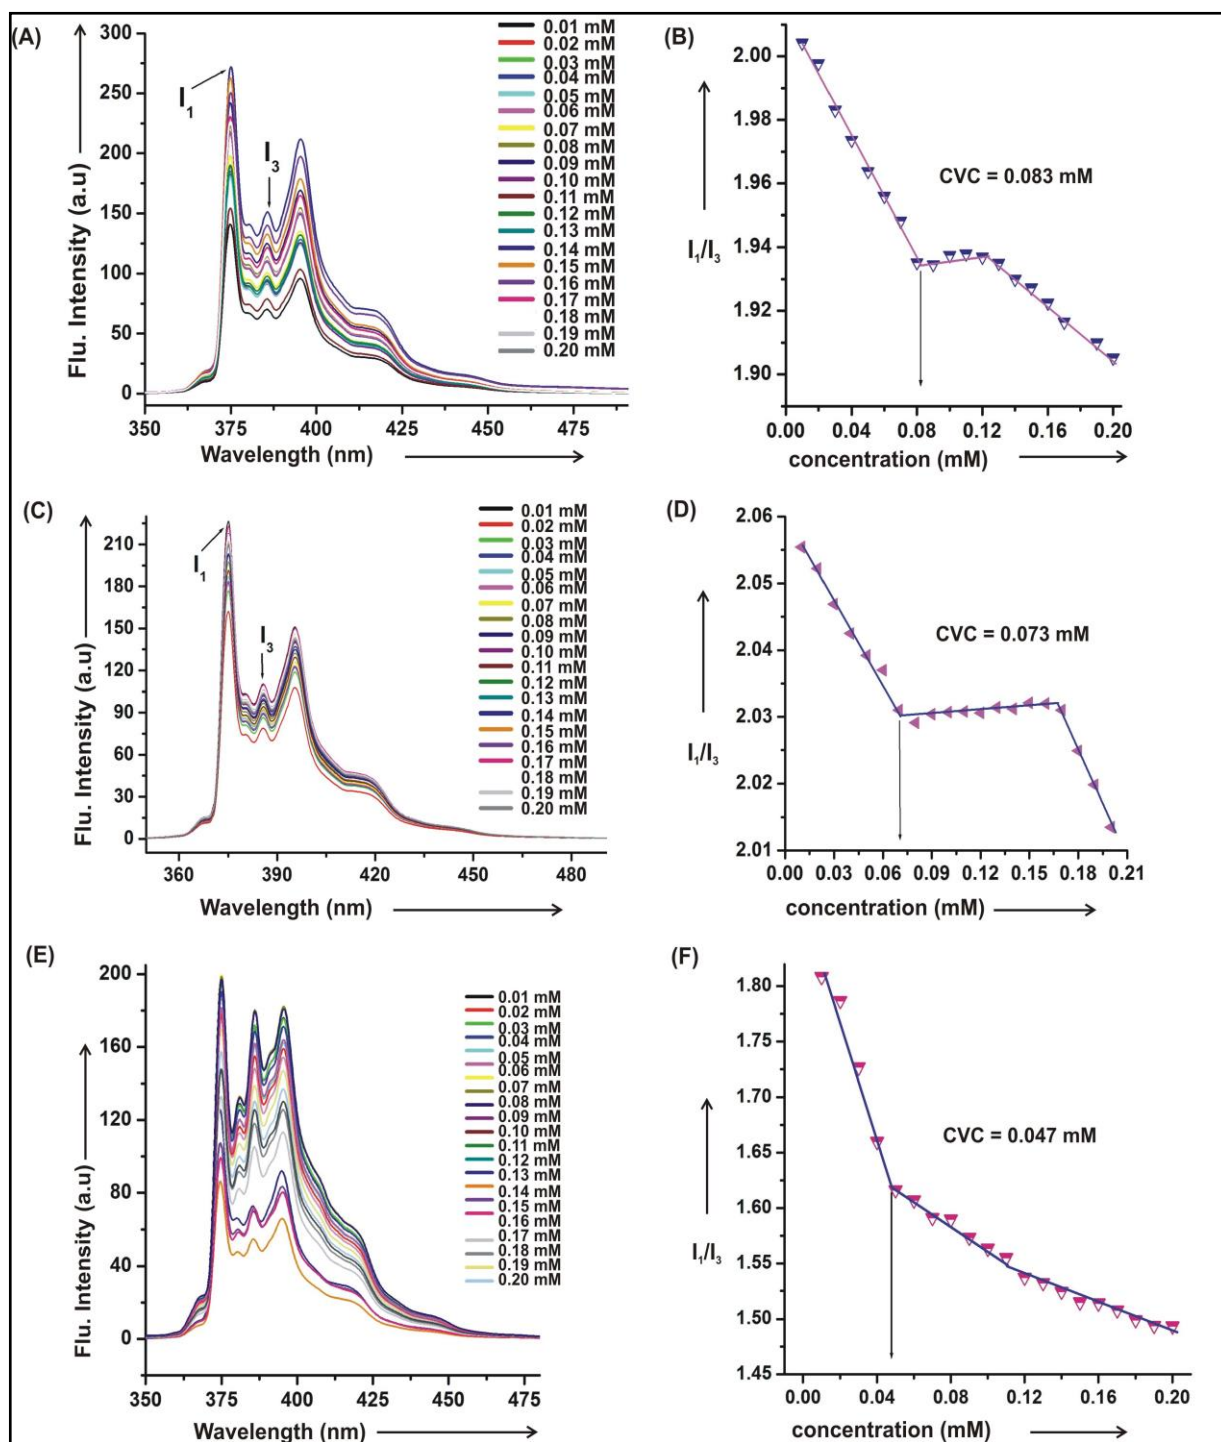 (A)
Flu. Intensity (a.u)
300
250
200
150
100
50
0
350
375
400
425
450
475
Wavelength (nm)
I1
I3
0.01 mM
0.02 mM
0.03 mM
0.04 mM
0.05 mM
0.06 mM
0.07 mM
0.08 mM
0.09 mM
0.10 mM
0.11 mM
0.12 mM
0.13 mM
0.14 mM
0.15 mM
0.16 mM
0.17 mM
0.18 mM
0.19 mM
0.20 mM
(B)
I1/I3
2.00
1.98
1.96
1.94
1.92
1.90
CVC = 0.083 mM
0.00
0.04
0.08
0.12
0.16
0.20
concentration (mM)
(C)
Flu. Intensity (a.u)
210
180
150
120
90
60
30
0
360
390
420
450
480
Wavelength (nm)
I1
I3
0.01 mM
0.02 mM
0.03 mM
0.04 mM
0.05 mM
0.06 mM
0.07 mM
0.08 mM
0.09 mM
0.10 mM
0.11 mM
0.12 mM
0.13 mM
0.14 mM
0.15 mM
0.16 mM
0.17 mM
0.18 mM
0.19 mM
0.20 mM
(D)
I1/I3
2.06
2.05
2.04
2.03
2.02
2.01
CVC = 0.073 mM
0.00
0.03
0.06
0.09
0.12
0.15
0.18
0.21
concentration (mM)
(E)
Flu. Intensity (a.u)
200
160
120
80
40
0
350
375
400
425
450
475
Wavelength (nm)
0.01 mM
0.02 mM
0.03 mM
0.04 mM
0.05 mM
0.06 mM
0.07 mM
0.08 mM
0.09 mM
0.10 mM
0.11 mM
0.12 mM
0.13 mM
0.14 mM
0.15 mM
0.16 mM
0.17 mM
0.18 mM
0.19 mM
0.20 mM
(F)
I1/I3
1.80
1.75
1.70
1.65
1.60
1.55
1.50
1.45
CVC = 0.047 mM
0.00
0.04
0.08
0.12
0.16
0.20
concentration (mM)